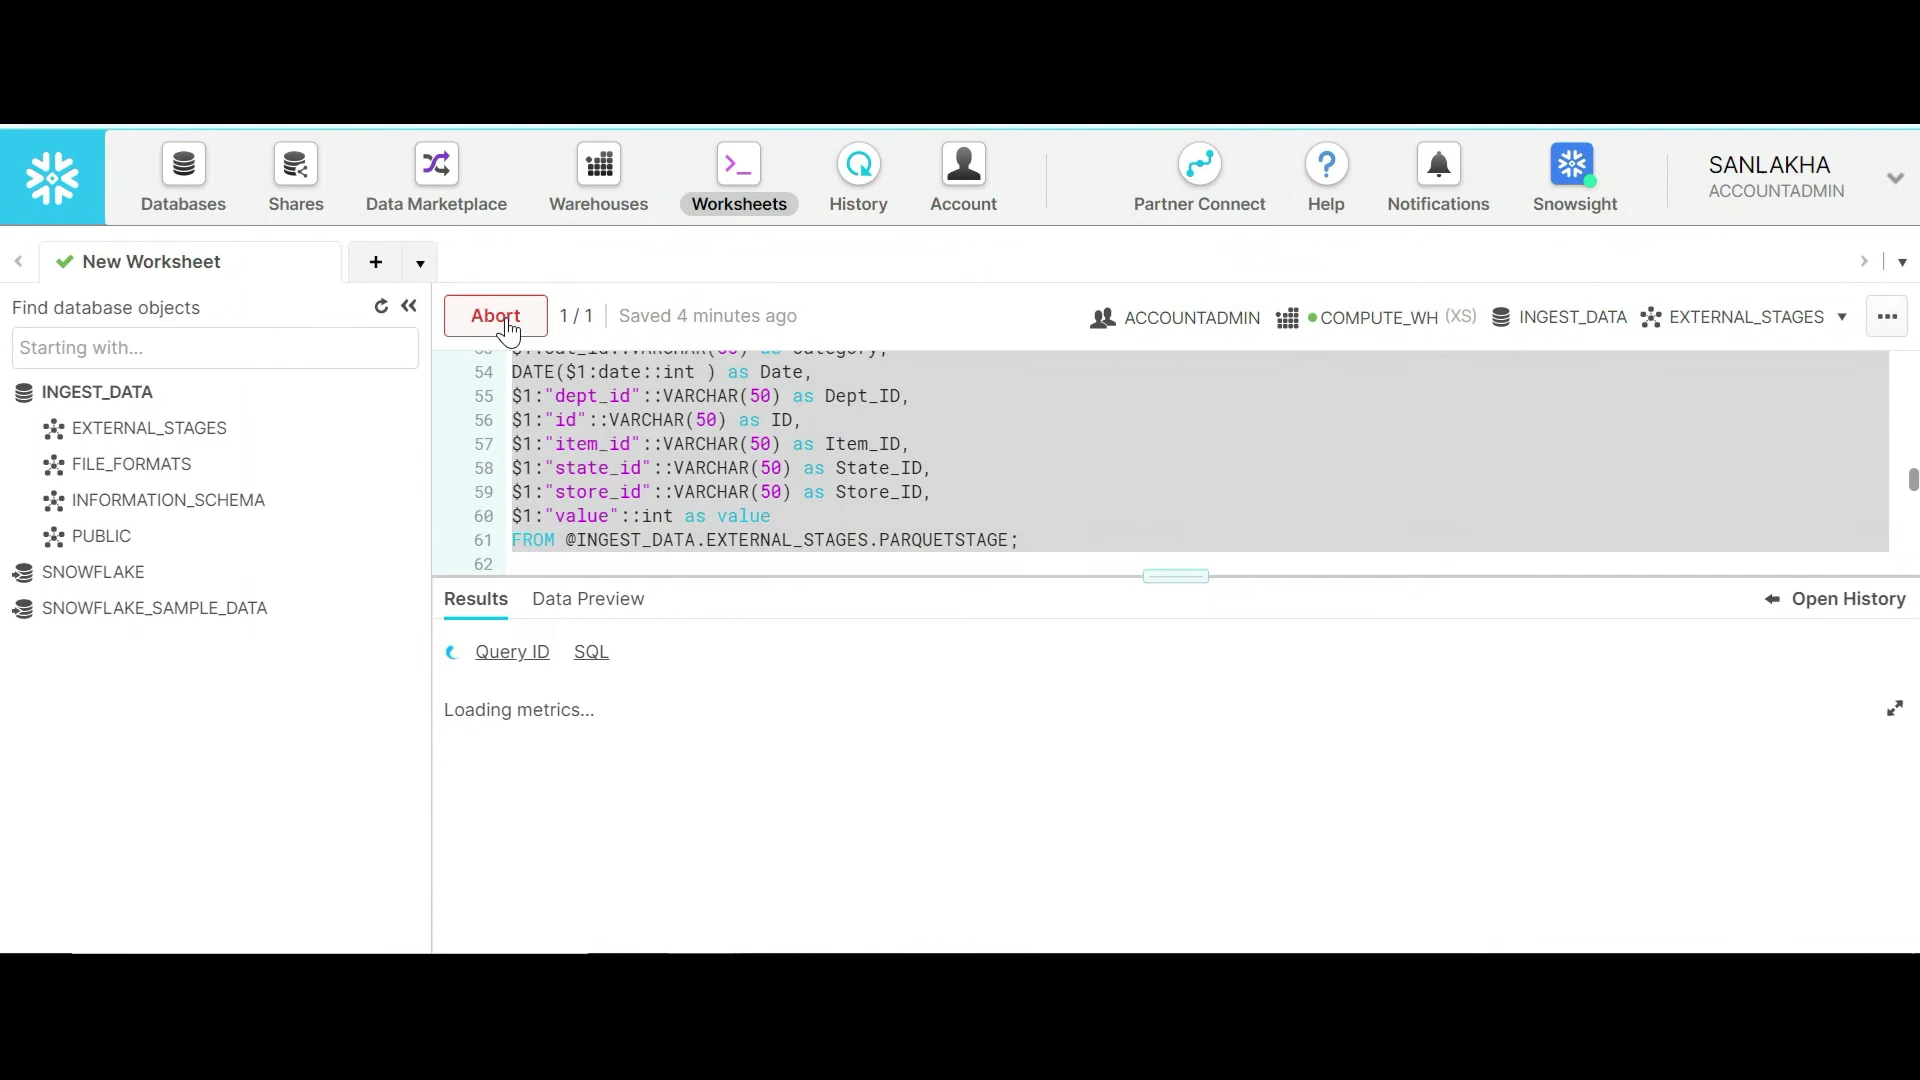 Databases
Shares
Data Marketplace
Warehouses
Worksheets
History
Account
Partner Connect
Help
Notifications
Snowsight
SANLAKHA
ACCOUNTADMIN
New Worksheet
Find database objects
Starting with...
INGEST_DATA
EXTERNAL_STAGES
FILE_FORMATS
INFORMATION_SCHEMA
PUBLIC
SNOWFLAKE
SNOWFLAKE_SAMPLE_DATA
Abort 1 / 1 Saved 4 minutes ago
ACCOUNTADMIN COMPUTE_WH (XS) INGEST_DATA EXTERNAL_STAGES
54 DATE($1:date::int ) as Date,
55 $1:"dept_id"::VARCHAR(50) as Dept_ID,
56 $1:"id"::VARCHAR(50) as ID,
57 $1:"item_id"::VARCHAR(50) as Item_ID,
58 $1:"state_id"::VARCHAR(50) as State_ID,
59 $1:"store_id"::VARCHAR(50) as Store_ID,
60 $1:"value"::int as value
61 FROM @INGEST_DATA.EXTERNAL_STAGES.PARQUETSTAGE;
62
Results Data Preview
Open History
Query ID SQL
Loading metrics...